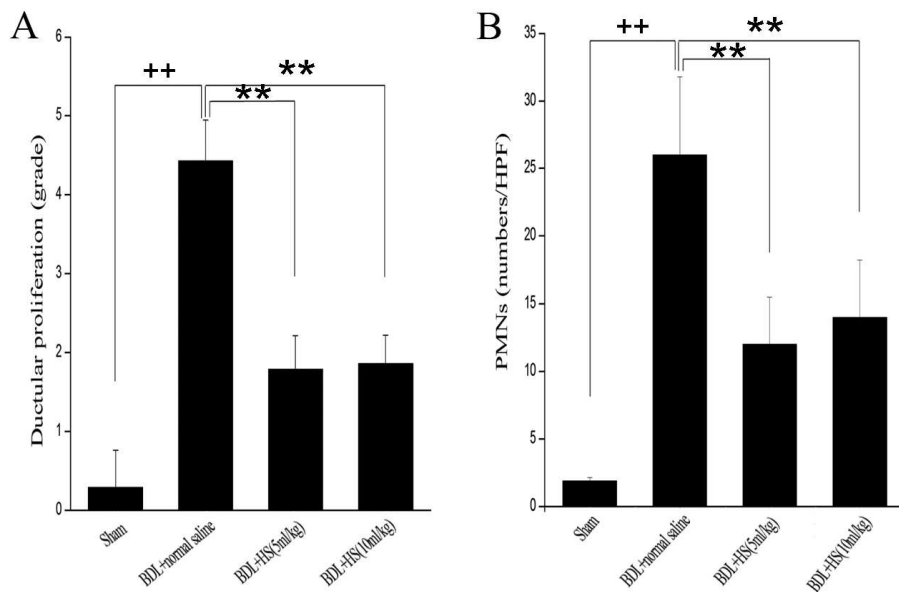 A
Ductular proliferation (grade)
6
5
4
3
2
1
0
++
**
**
Sham
BDL+normal saline
BDL+HS(5ml/kg)
BDL+HS(10ml/kg)
B
PMNs (numbers/HPF)
35
30
25
20
15
10
5
0
++
**
**
Sham
BDL+normal saline
BDL+HS(5ml/kg)
BDL+HS(10ml/kg)